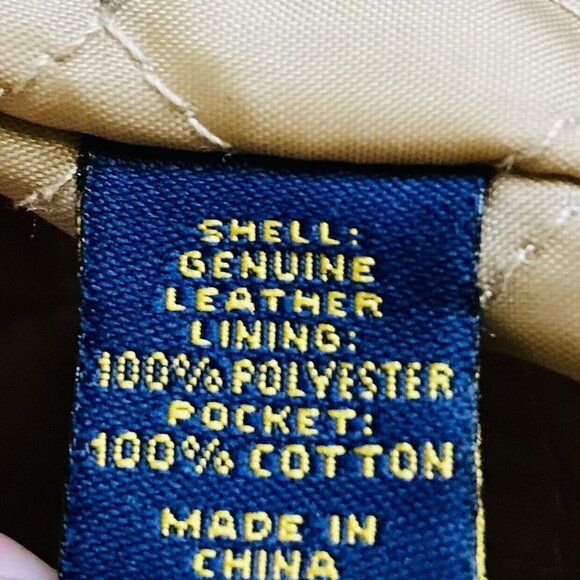 SHELL:
GENUINE
LEATHER
LINING:
100% POLYESTER
POCKET:
100% COTTON
MADE IN
CHINA